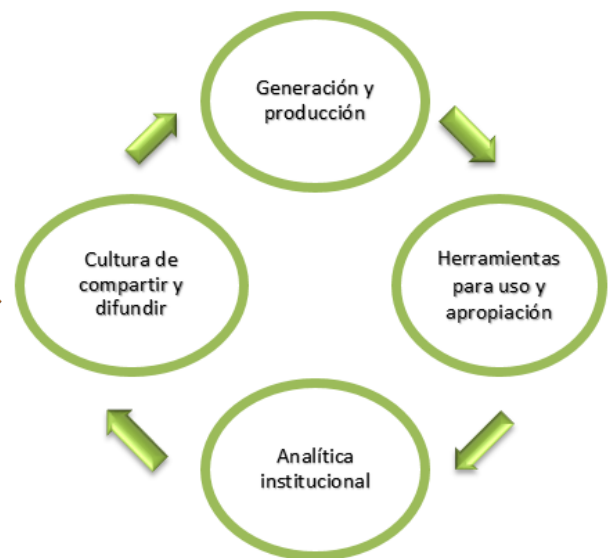 Generación y
producción
Herramientas
para uso y
apropiación
Analítica
institucional
Cultura de
compartir y
difundir